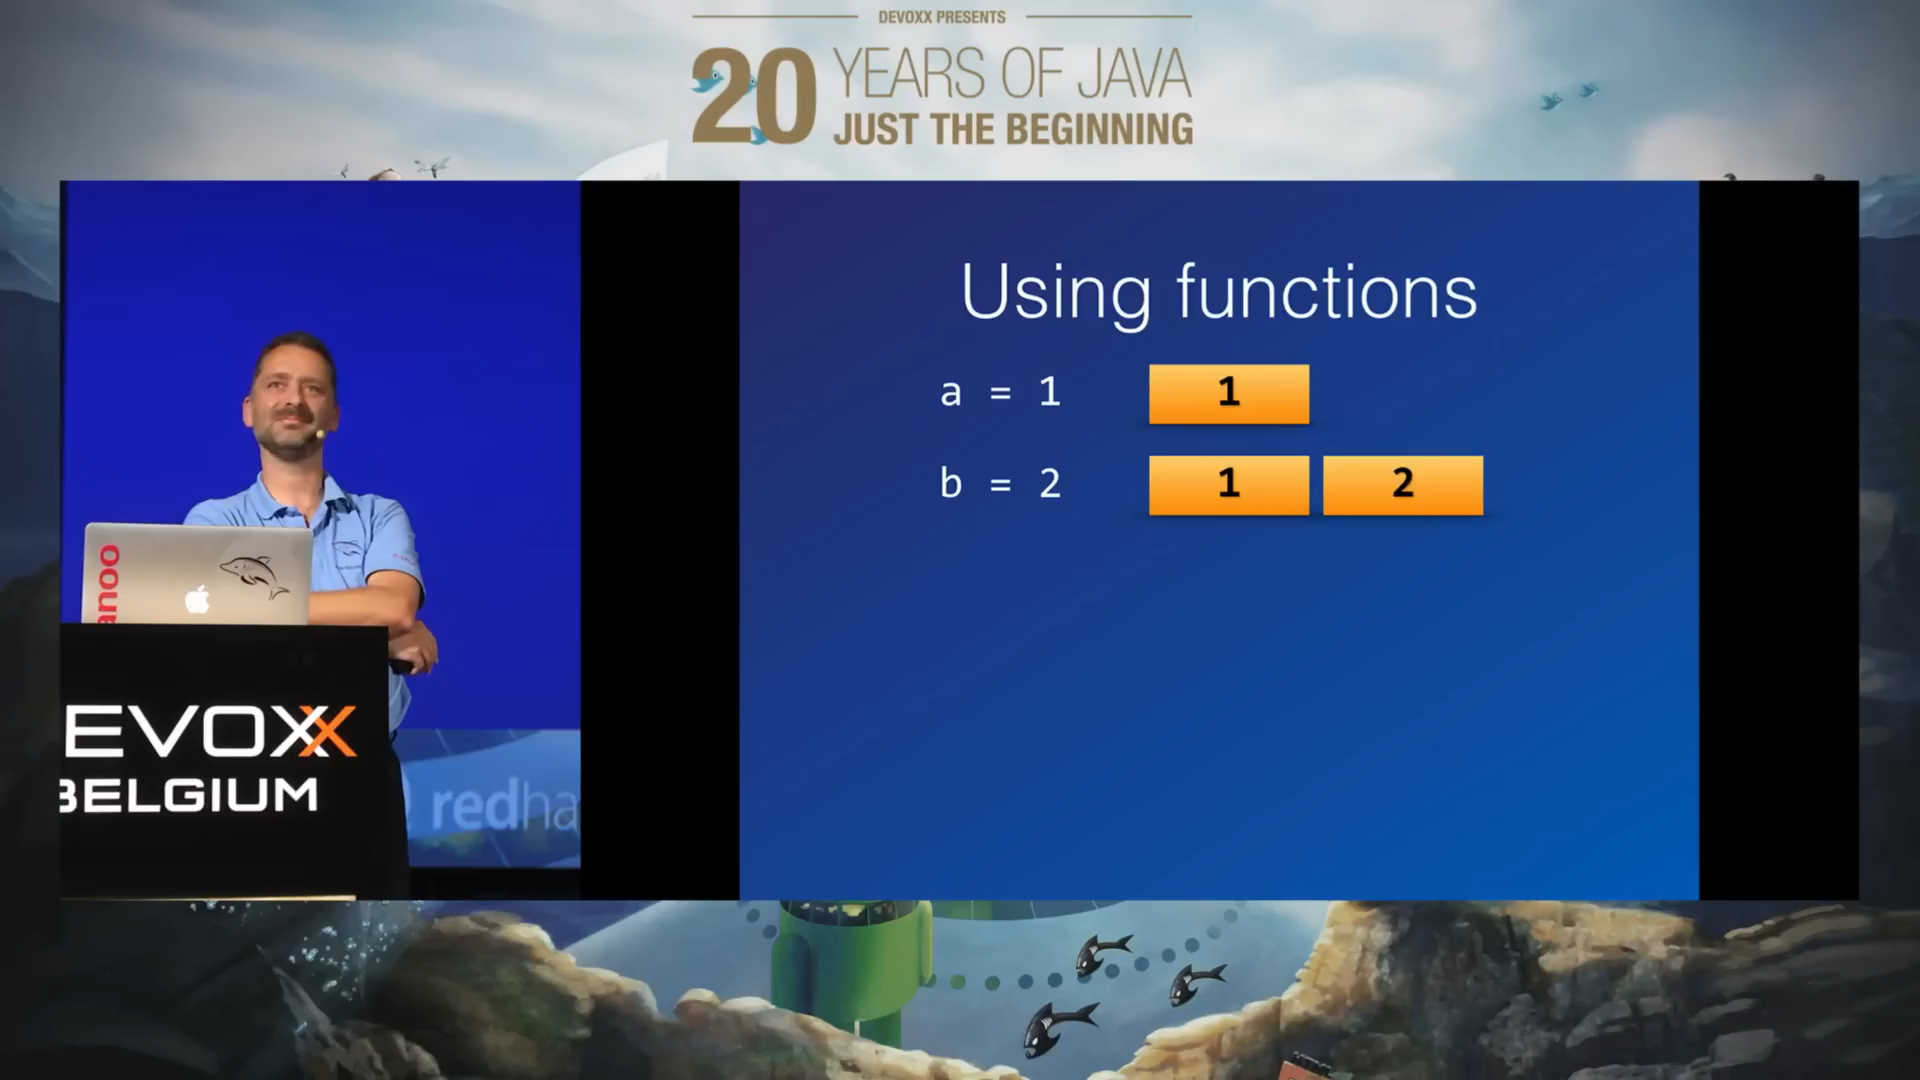 DEVOXX PRESENTS
20 YEARS OF JAVA
JUST THE BEGINNING
Using functions
a = 1
1
b = 2
1 2
anoo
EVOXX
BELGIUM
redha